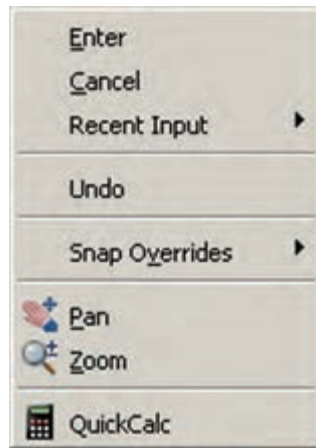 Enter
Cancel
Recent Input
Undo
Snap Overrides
Pan
Zoom
QuickCalc